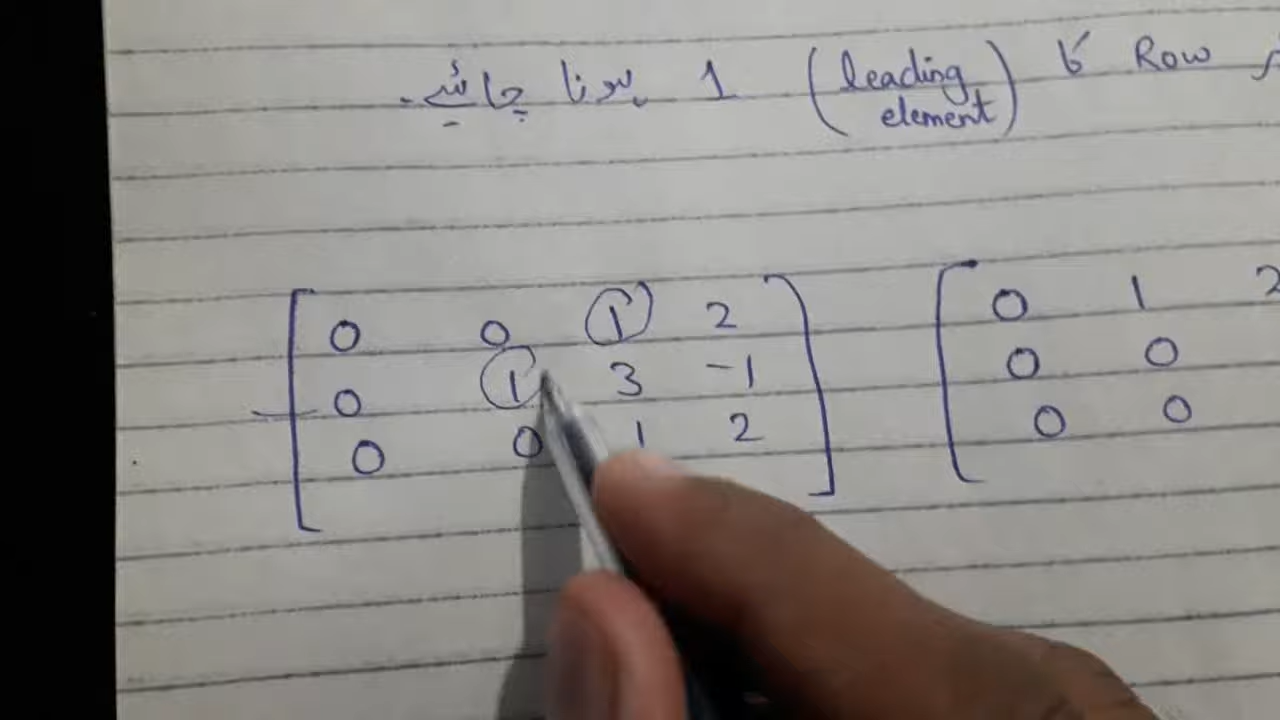 Row کا (leading element) 1 ہونا چاہئے۔
0 0 1 2
0 1 3 -1
0 0 1 2
0 1 2
0 0
0 0